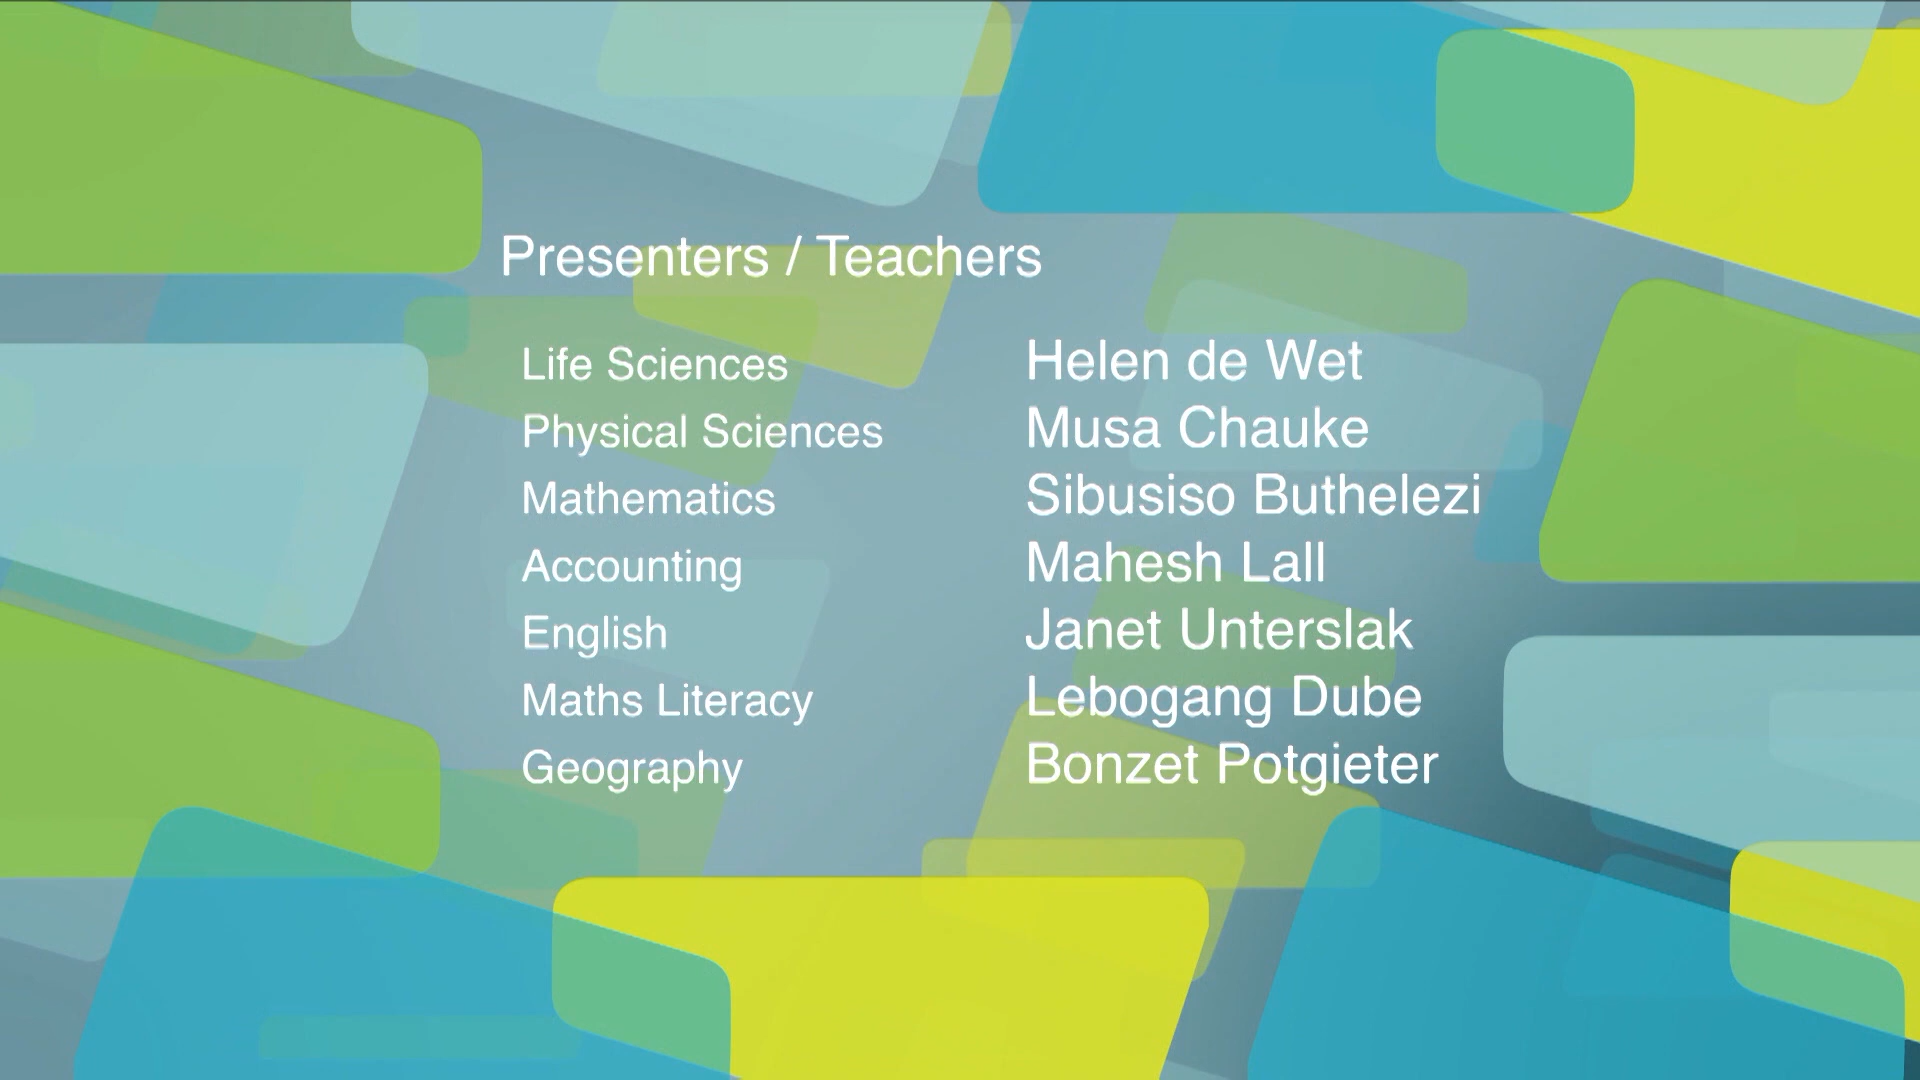 Presenters / Teachers
Life Sciences Helen de Wet
Physical Sciences Musa Chauke
Mathematics Sibusiso Buthelezi
Accounting Mahesh Lall
English Janet Unterslak
Maths Literacy Lebogang Dube
Geography Bonzet Potgieter